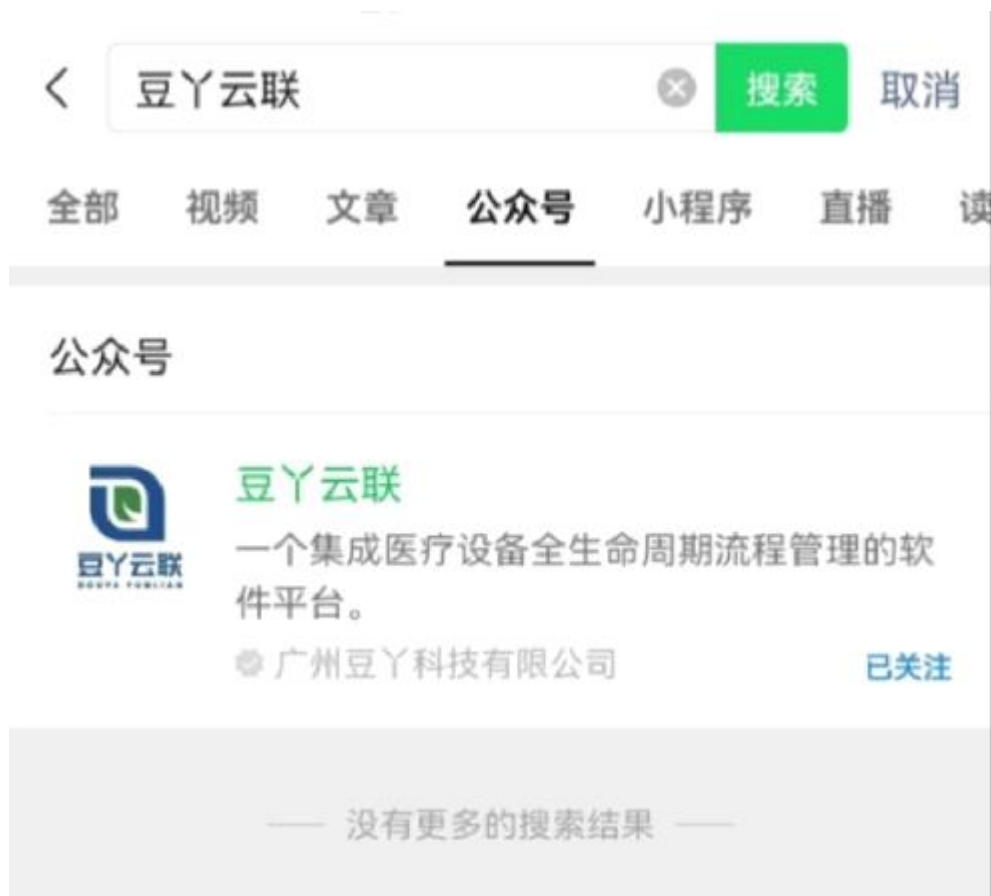 豆丫云联
搜索
取消
全部
视频
文章
公众号
小程序
直播
读
公众号
豆丫云联
豆丫云联
DOUYA YUNLIAN
一个集成医疗设备全生命周期流程管理的软
件平台。
广州豆丫科技有限公司
已关注
没有更多的搜索结果